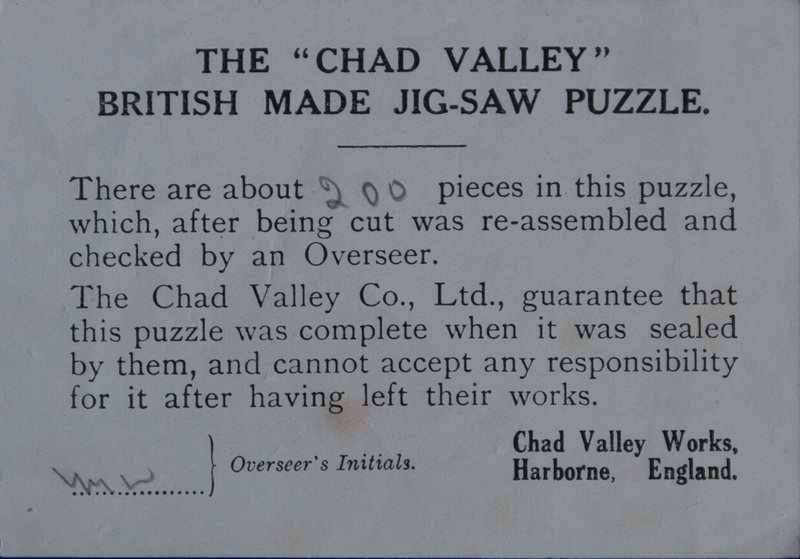 THE “CHAD VALLEY”
BRITISH MADE JIG-SAW PUZZLE.
There are about 200 pieces in this puzzle,
which, after being cut was re-assembled and
checked by an Overseer.
The Chad Valley Co., Ltd., guarantee that
this puzzle was complete when it was sealed
by them, and cannot accept any responsibility
for it after having left their works.
Overseer's Initials.
Chad Valley Works,
Harborne, England.